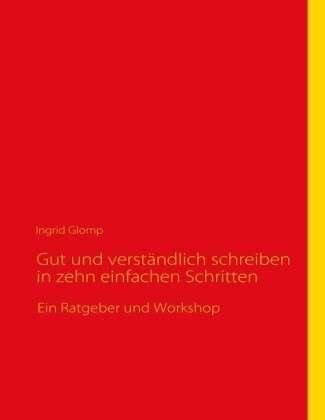 Ingrid Glomp
Gut und verständlich schreiben
in zehn einfachen Schritten
Ein Ratgeber und Workshop